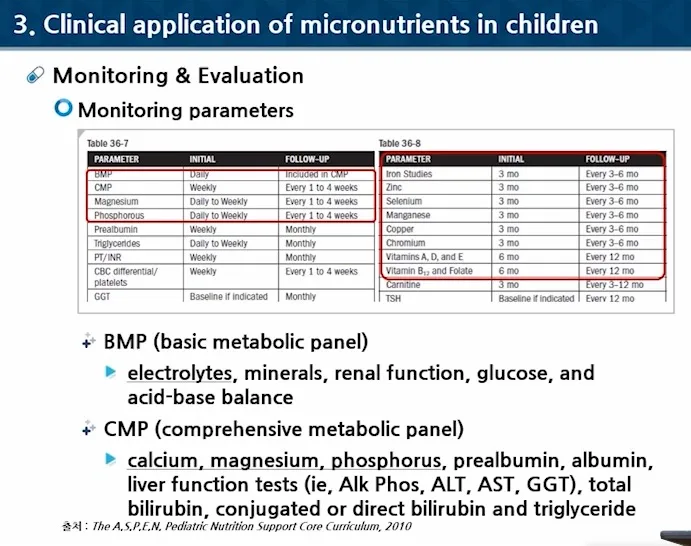 3. Clinical application of micronutrients in children
Monitoring & Evaluation
Monitoring parameters
Table 36-7
PARAMETER INITIAL FOLLOW-UP
BMP Daily Included in CMP
CMP Weekly Every 1 to 4 weeks
Magnesium Daily to Weekly Every 1 to 4 weeks
Phosphorous Daily to Weekly Every 1 to 4 weeks
Prealbumin Weekly Monthly
Triglycerides Daily to Weekly Monthly
PT/INR Weekly Monthly
CBC differential/ Weekly Every 1 to 4 weeks
platelets
GGT Baseline if indicated Monthly
Table 36-8
PARAMETER INITIAL FOLLOW-UP
Iron Studies 3 mo Every 3–6 mo
Zinc 3 mo Every 3–6 mo
Selenium 3 mo Every 3–6 mo
Manganese 3 mo Every 3–6 mo
Copper 3 mo Every 3–6 mo
Chromium 3 mo Every 3–6 mo
Vitamins A, D, and E 6 mo Every 12 mo
Vitamin B12 and Folate 6 mo Every 12 mo
Carnitine 3 mo Every 3–12 mo
TSH Baseline if indicated Every 12 mo
BMP (basic metabolic panel)
electrolytes, minerals, renal function, glucose, and
acid-base balance
CMP (comprehensive metabolic panel)
calcium, magnesium, phosphorus, prealbumin, albumin,
liver function tests (ie, Alk Phos, ALT, AST, GGT), total
bilirubin, conjugated or direct bilirubin and triglyceride
출처 : The A,S,P,E,N, Pediatric Nutrition Support Core Curriculum, 2010